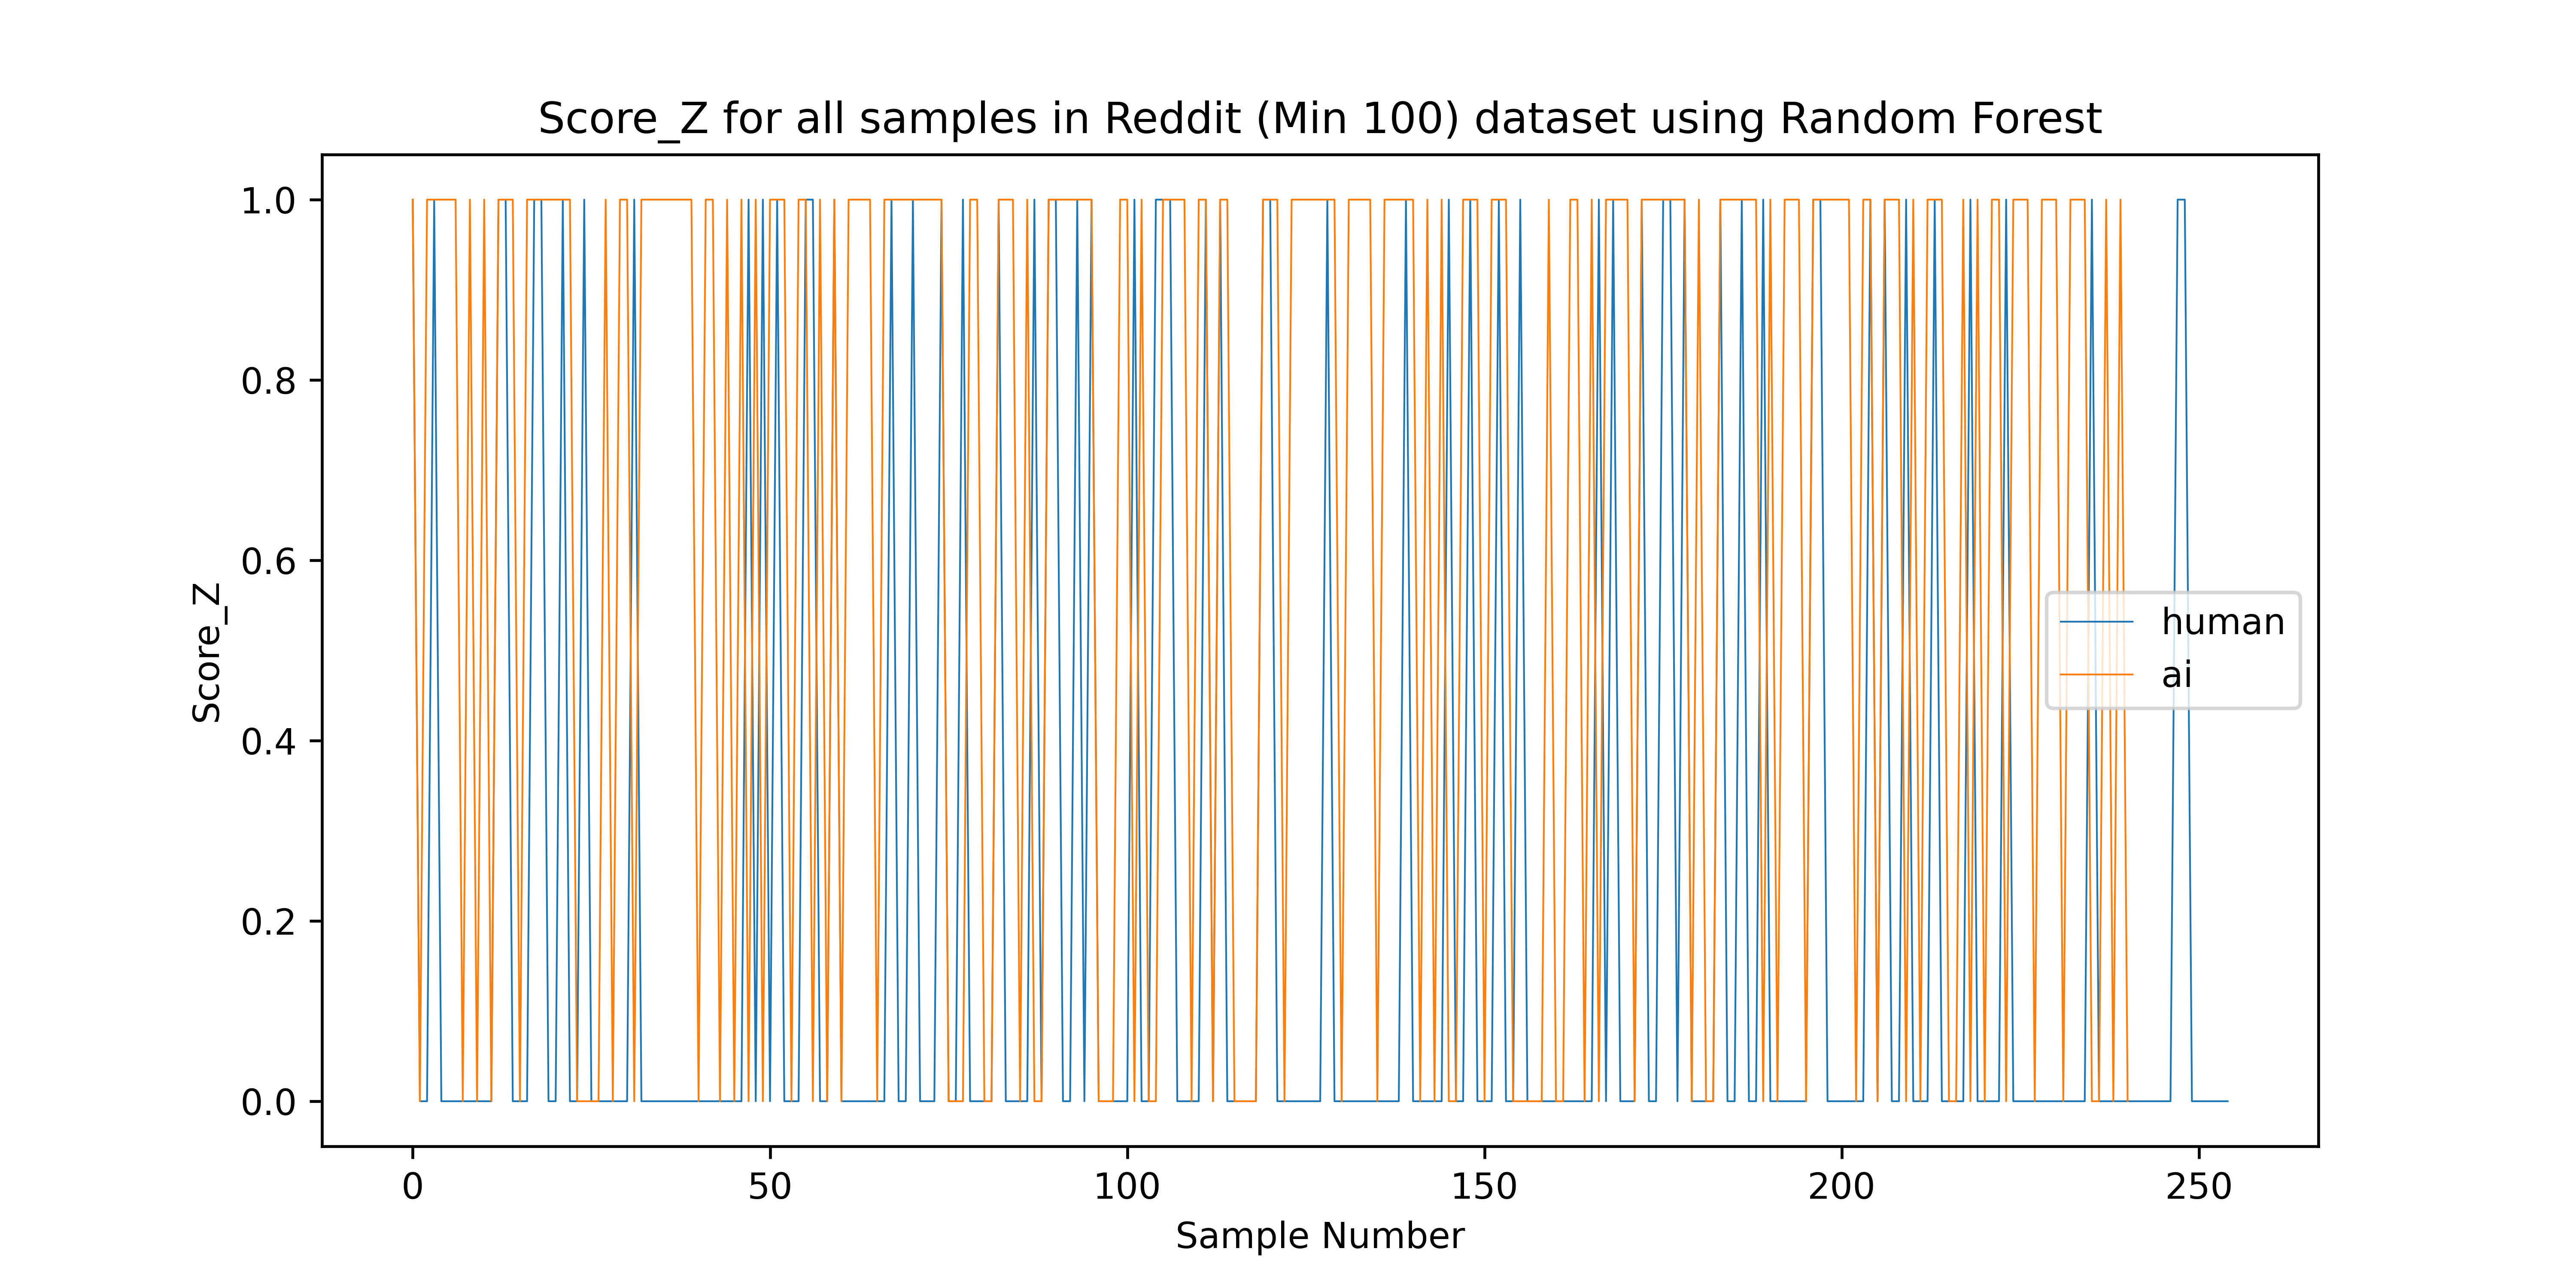 Score_Z for all samples in Reddit (Min 100) dataset using Random Forest
1.0
0.8
0.6
0.4
0.2
0.0
Score_Z
human
ai
0 50 100 150 200 250
Sample Number